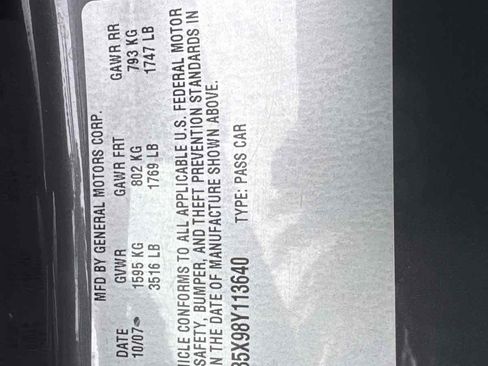 MFD BY GENERAL MOTORS CORP.
DATE GVWR GAWR FRT GAWR RR
10/07 1595 KG 802 KG 793 KG
3516 LB 1769 LB 1747 LB
ICLE CONFORMS TO ALL APPLICABLE U.S. FEDERAL MOTOR
SAFETY, BUMPER, AND THEFT PREVENTION STANDARDS IN
N THE DATE OF MANUFACTURE SHOWN ABOVE.
35X98Y113640 TYPE: PASS CAR